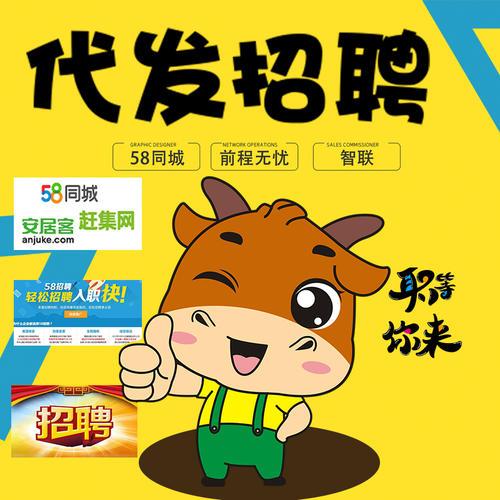 代发招聘
GRAPHIC DESIGNER
NETWORK OPERATIONS
SALES COMMISSIONER
58同城
前程无忧
智联
58同城
安居客
赶集网
anjuke.com
58招聘
轻松招聘入职快!
职等
你来
招聘